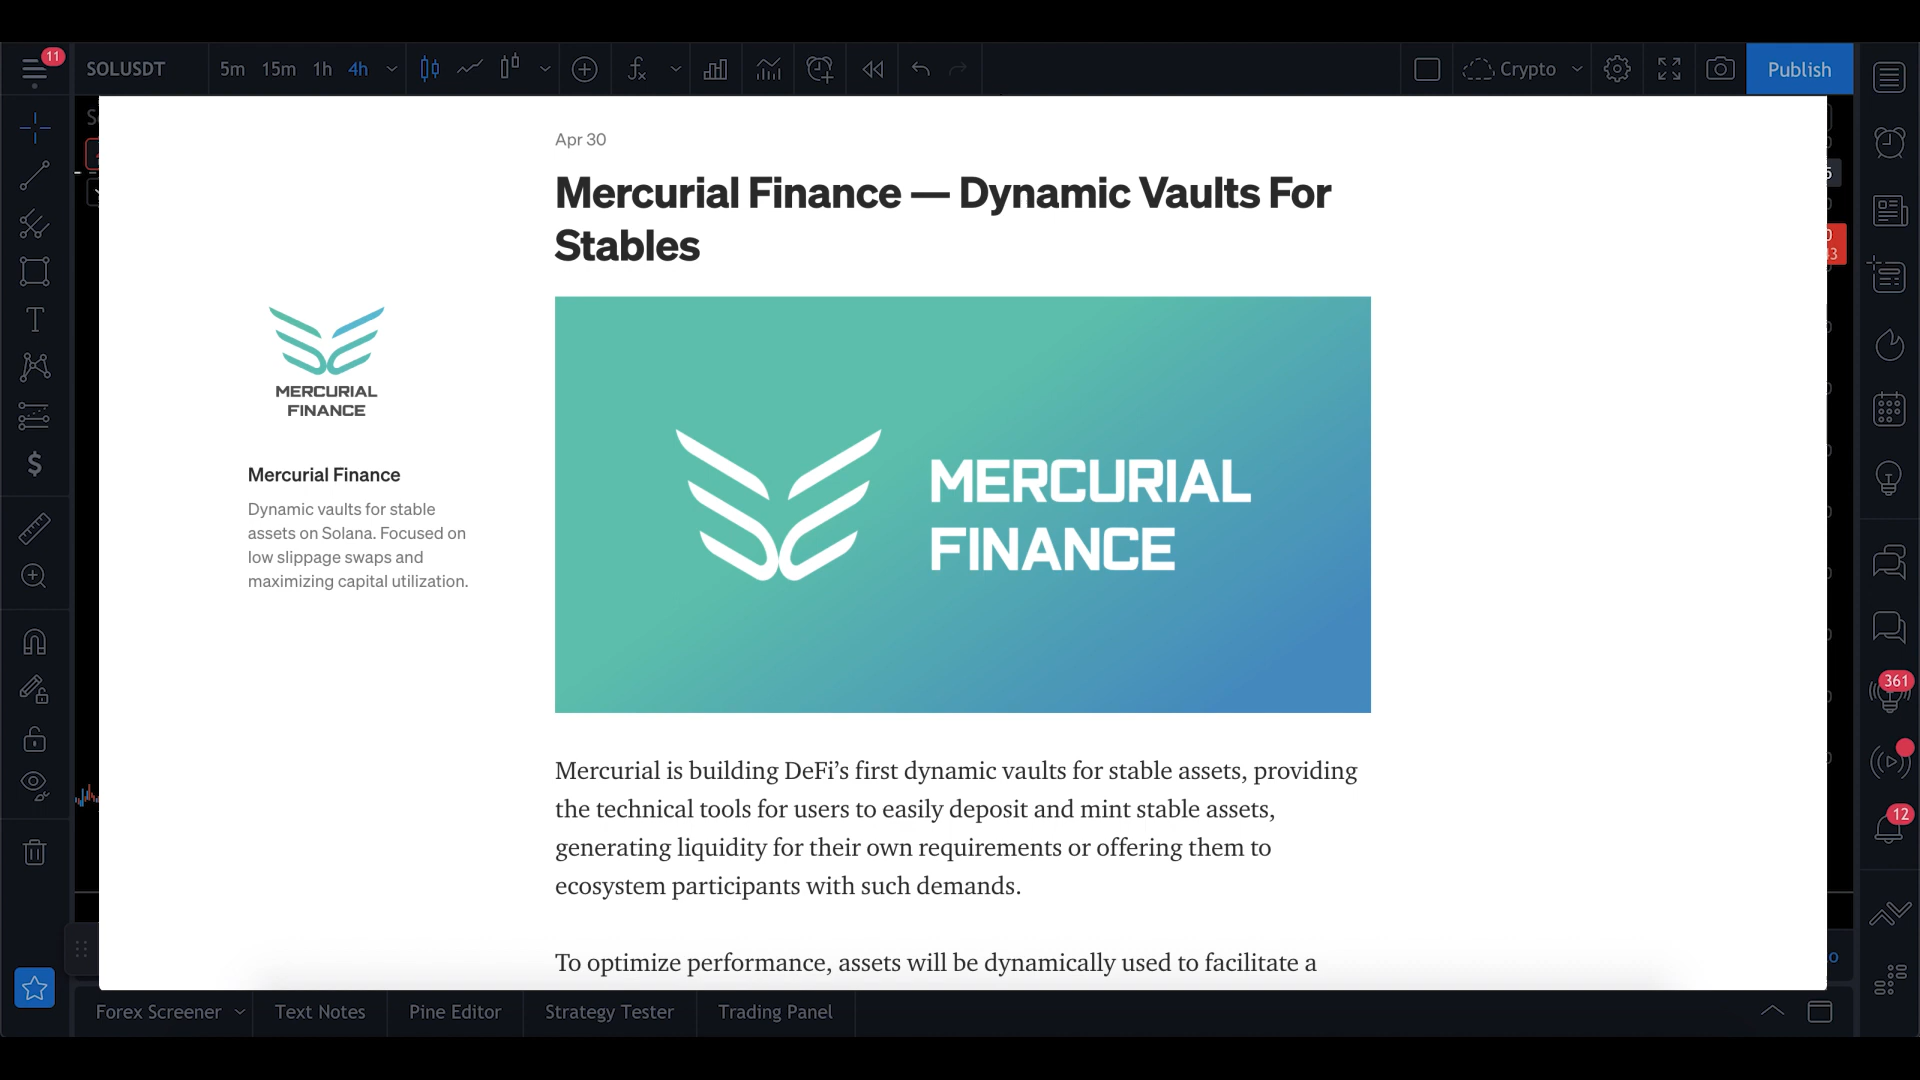 11
SOLUSDT
5m 15m 1h 4h
Crypto
Publish
Apr 30
Mercurial Finance — Dynamic Vaults For
Stables
MERCURIAL
FINANCE
Mercurial Finance
Dynamic vaults for stable
assets on Solana. Focused on
low slippage swaps and
maximizing capital utilization.
MERCURIAL
FINANCE
Mercurial is building DeFi’s first dynamic vaults for stable assets, providing
the technical tools for users to easily deposit and mint stable assets,
generating liquidity for their own requirements or offering them to
ecosystem participants with such demands.
To optimize performance, assets will be dynamically used to facilitate a
361
12
Forex Screener Text Notes Pine Editor Strategy Tester Trading Panel